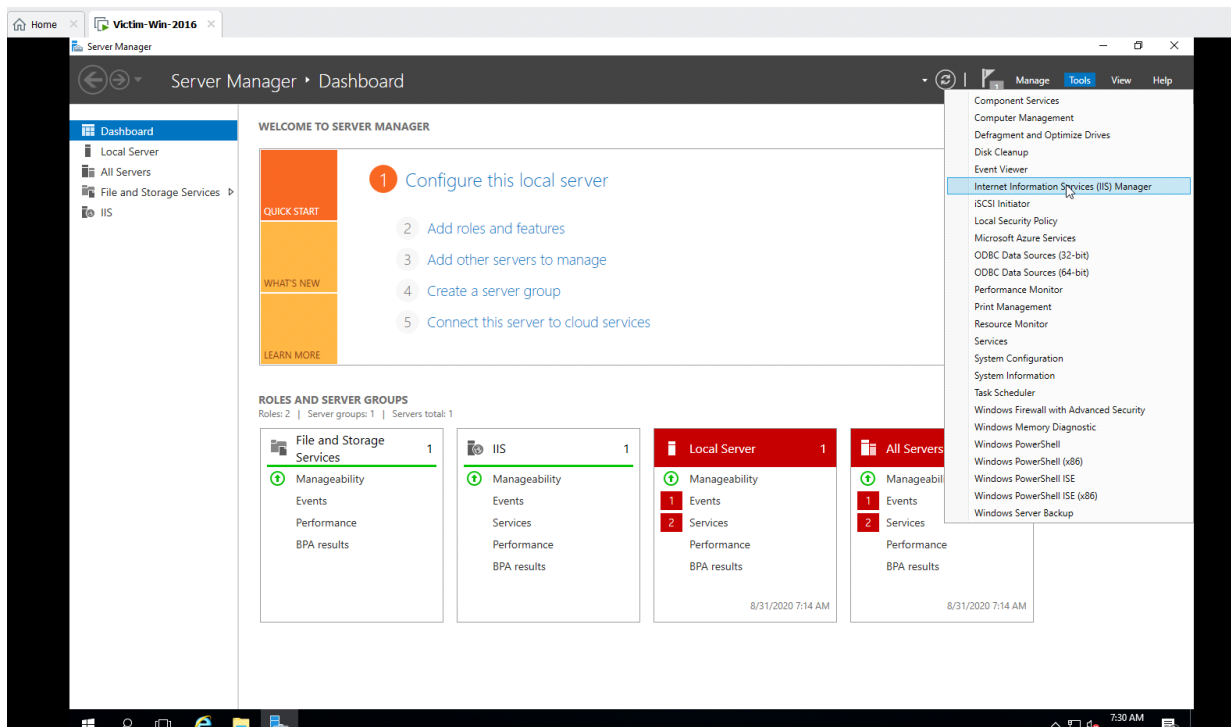 Home
Victim-Win-2016
Server Manager
Server Manager • Dashboard
1
Manage
Tools
View
Help
Component Services
Computer Management
Defragment and Optimize Drives
Disk Cleanup
Event Viewer
Internet Information Services (IIS) Manager
iSCSI Initiator
Local Security Policy
Microsoft Azure Services
ODBC Data Sources (32-bit)
ODBC Data Sources (64-bit)
Performance Monitor
Print Management
Resource Monitor
Services
System Configuration
System Information
Task Scheduler
Windows Firewall with Advanced Security
Windows Memory Diagnostic
Windows PowerShell
Windows PowerShell (x86)
Windows PowerShell ISE
Windows PowerShell ISE (x86)
Windows Server Backup
Dashboard
Local Server
All Servers
File and Storage Services
IIS
WELCOME TO SERVER MANAGER
QUICK START
WHAT'S NEW
LEARN MORE
1 Configure this local server
2 Add roles and features
3 Add other servers to manage
4 Create a server group
5 Connect this server to cloud services
ROLES AND SERVER GROUPS
Roles: 2 | Server groups: 1 | Servers total: 1
File and Storage
Services
1
Manageability
Events
Performance
BPA results
IIS 1
Manageability
Events
Services
Performance
BPA results
Local Server 1
Manageability
1 Events
2 Services
Performance
BPA results
8/31/2020 7:14 AM
All Servers
Manageabili
1 Events
2 Services
Performance
BPA results
8/31/2020 7:14 AM
7:30 AM